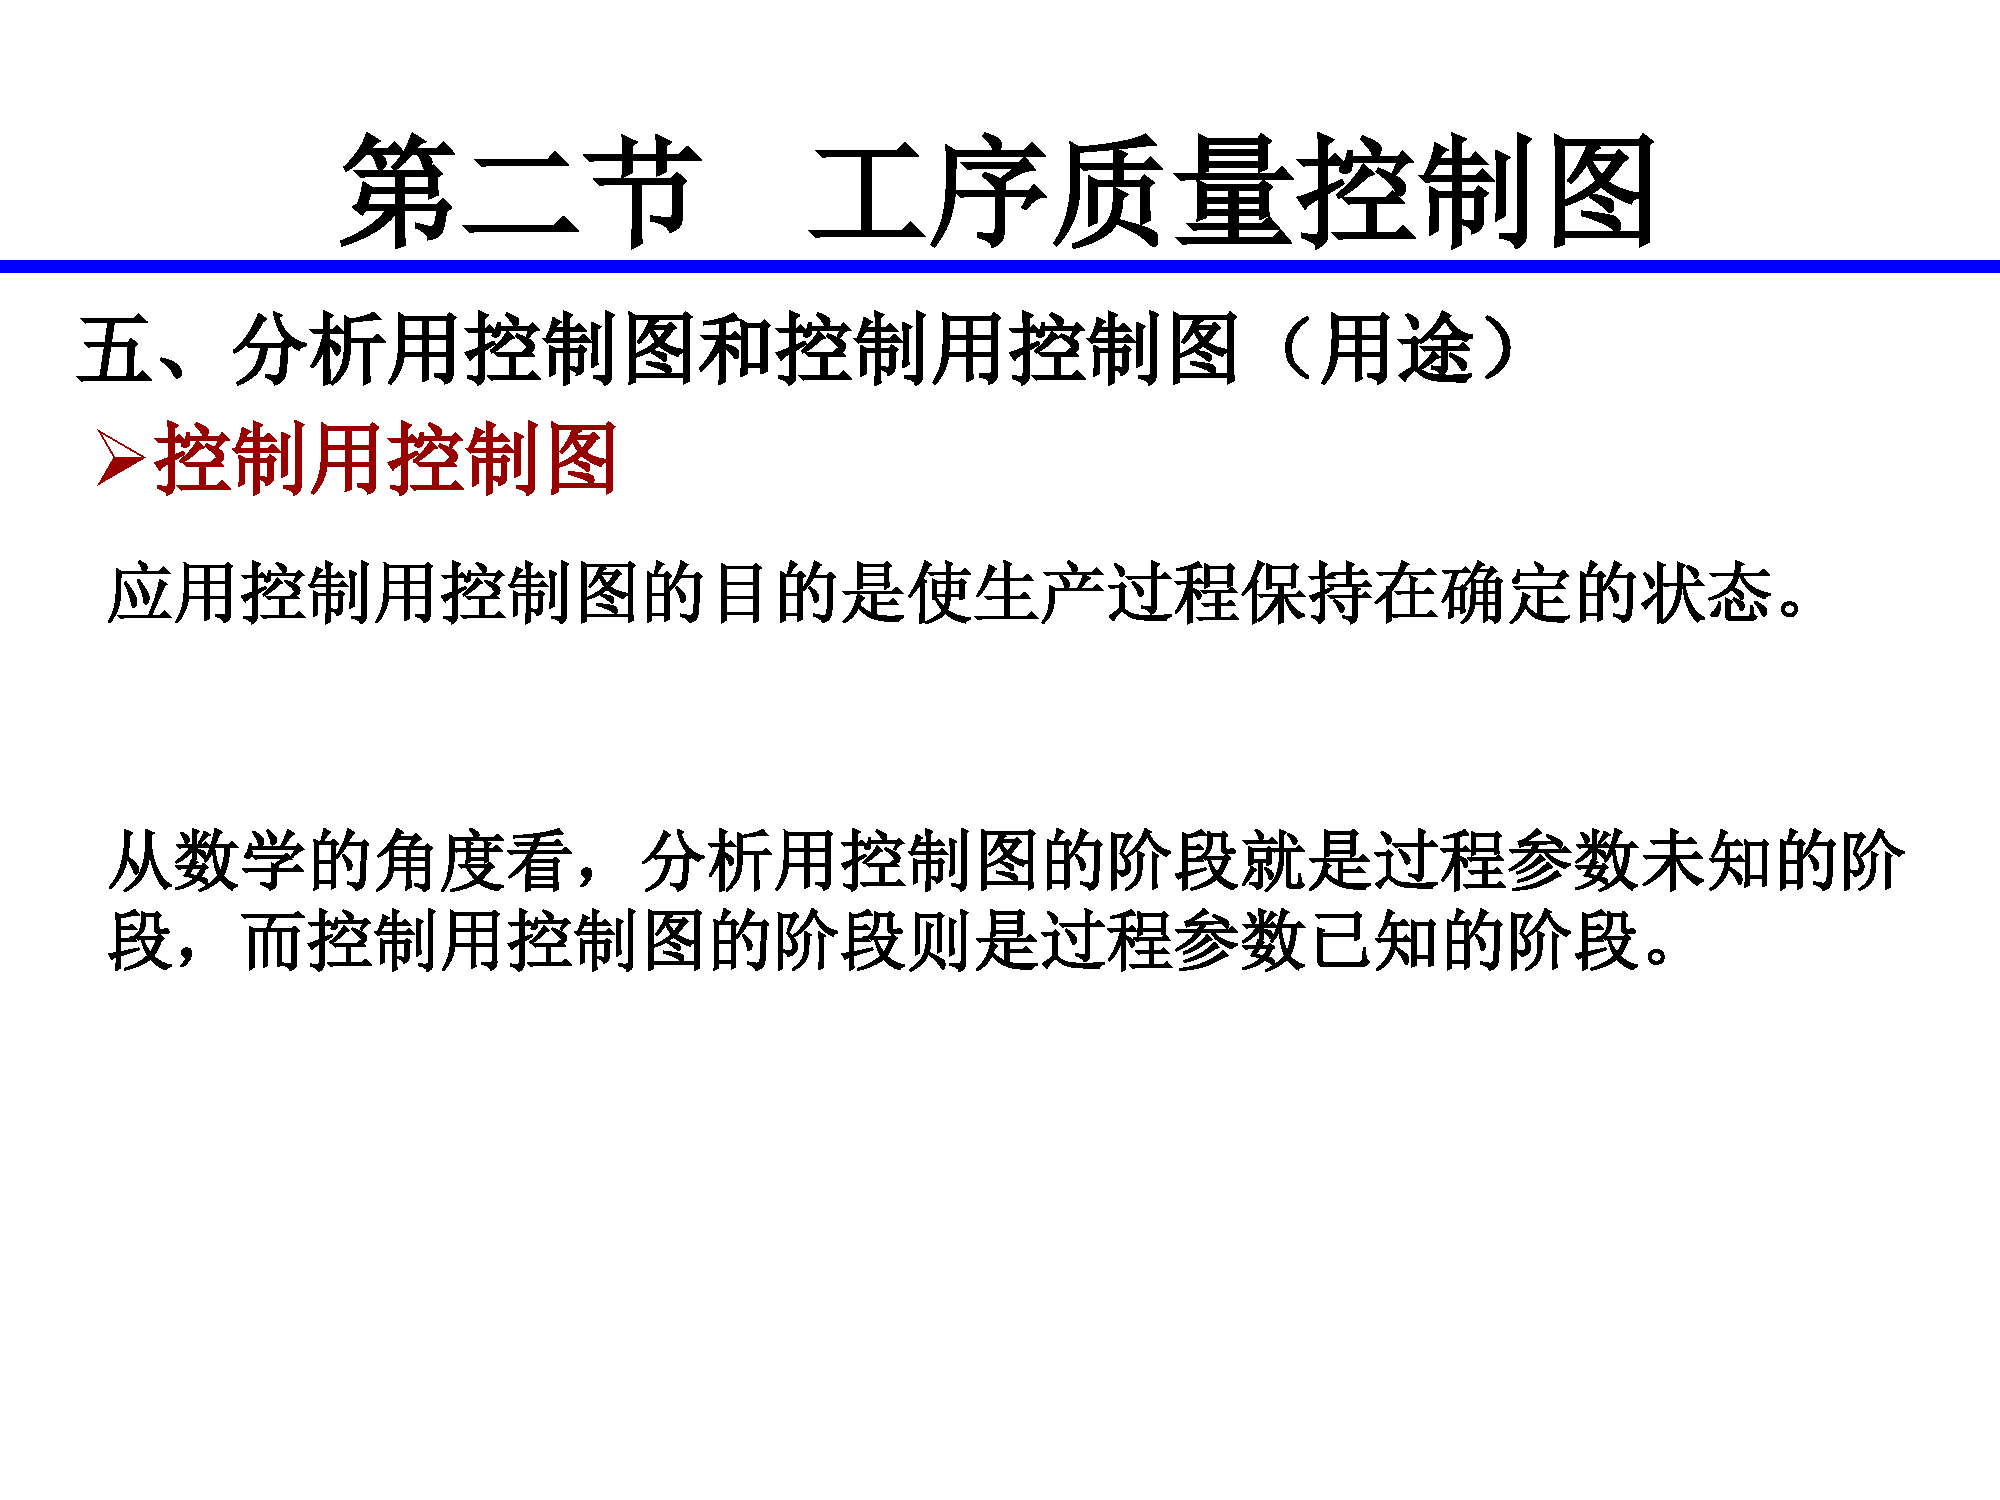 第二节 工序质量控制图
五、分析用控制图和控制用控制图（用途）
➢控制用控制图
应用控制用控制图的目的是使生产过程保持在确定的状态。
从数学的角度看，分析用控制图的阶段就是过程参数未知的阶
段，而控制用控制图的阶段则是过程参数已知的阶段。